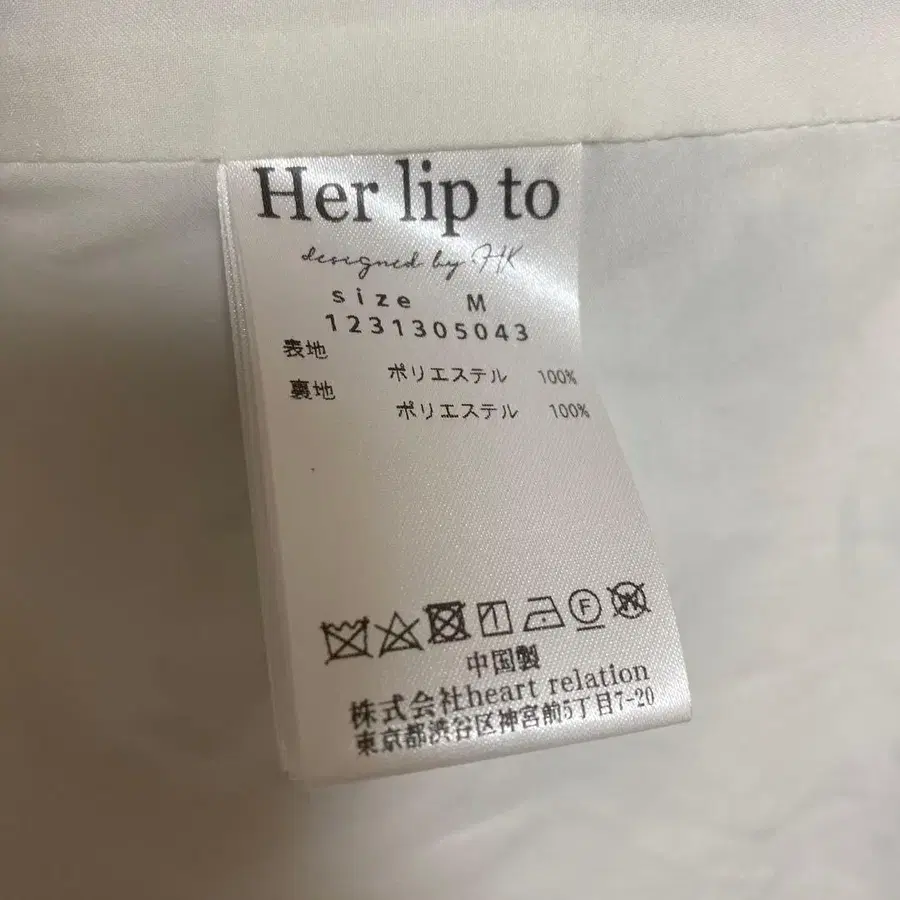 Her lip to
designed by HK
size M
1231305043
表地
ポリエステル 100%
裏地
ポリエステル 100%
F
W
中国製
株式会社heart relation
東京都渋谷区神宮前5丁目7-20